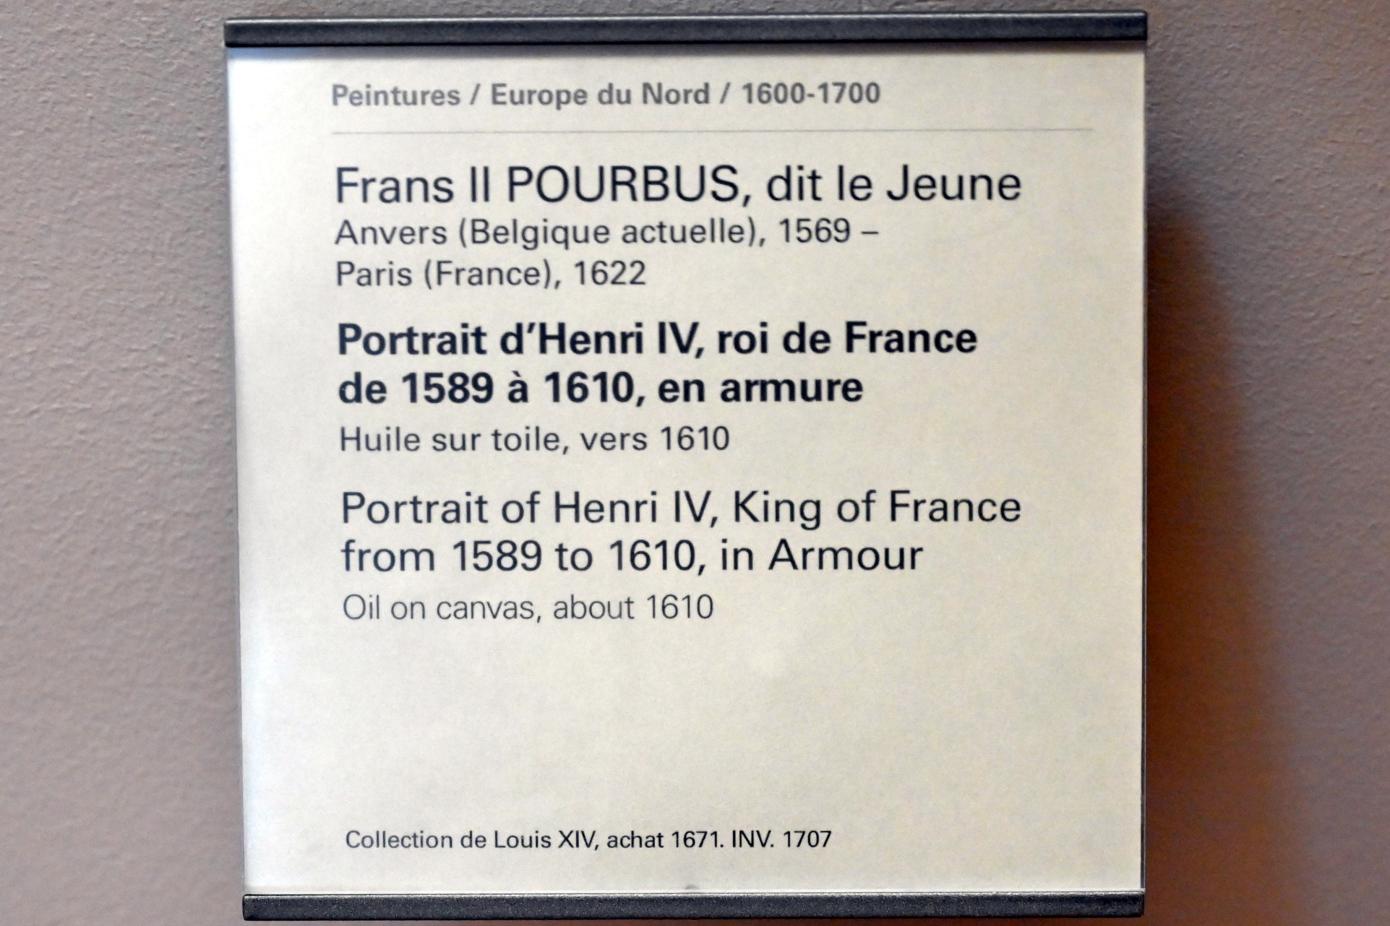 Peintures / Europe du Nord / 1600-1700
Frans II POURBUS, dit le Jeune
Anvers (Belgique actuelle), 1569 –
Paris (France), 1622
Portrait d’Henri IV, roi de France
de 1589 à 1610, en armure
Huile sur toile, vers 1610
Portrait of Henri IV, King of France
from 1589 to 1610, in Armour
Oil on canvas, about 1610
Collection de Louis XIV, achat 1671. INV. 1707